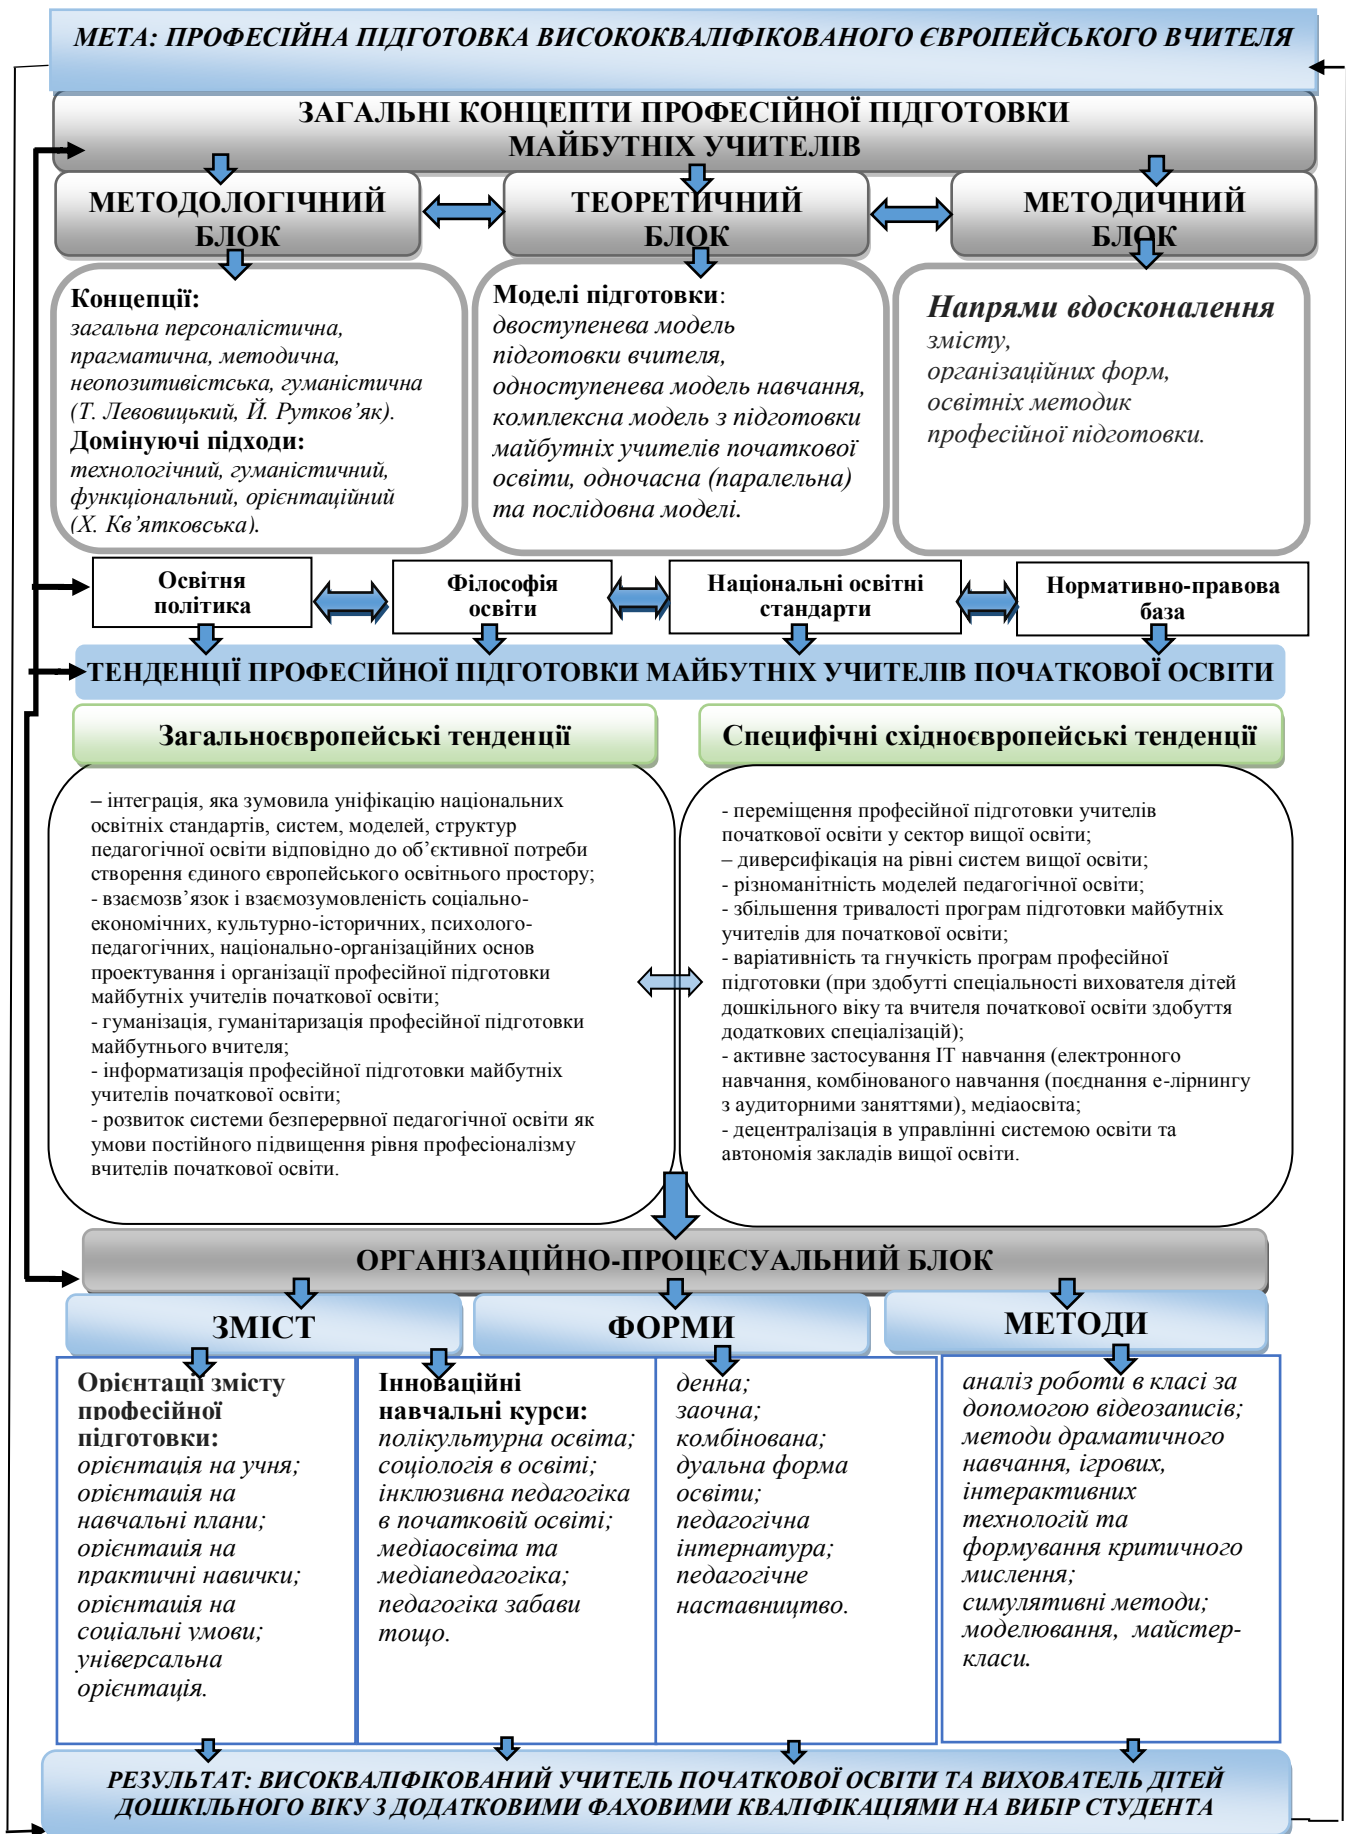 МЕТА: ПРОФЕСІЙНА ПІДГОТОВКА ВИСОКОКВАЛІФІКОВАНОГО ЄВРОПЕЙСЬКОГО ВЧИТЕЛЯ
ЗАГАЛЬНІ КОНЦЕПТИ ПРОФЕСІЙНОЇ ПІДГОТОВКИ
МАЙБУТНІХ УЧИТЕЛІВ
МЕТОДОЛОГІЧНИЙ
БЛОК
ТЕОРЕТИЧНИЙ
БЛОК
МЕТОДИЧНИЙ
БЛОК
Концепції:
загальна персоналістична,
прагматична, методична,
неопозитивістська, гуманістична
(Т. Левовицький, Й. Рутков’як).
Домінуючі підходи:
технологічний, гуманістичний,
функціональний, орієнтаційний
(Х. Кв’ятковська).
Моделі підготовки:
двоступенева модель
підготовки вчителя,
одноступенева модель навчання,
комплексна модель з підготовки
майбутніх учителів початкової
освіти, одночасна (паралельна)
та послідовна моделі.
Напрями вдосконалення
змісту,
організаційних форм,
освітніх методик
професійної підготовки.
Освітня
політика
Філософія
освіти
Національні освітні
стандарти
Нормативно-правова
база
ТЕНДЕНЦІЇ ПРОФЕСІЙНОЇ ПІДГОТОВКИ МАЙБУТНІХ УЧИТЕЛІВ ПОЧАТКОВОЇ ОСВІТИ
Загальноєвропейські тенденції
– інтеграція, яка зумовила уніфікацію національних
освітніх стандартів, систем, моделей, структур
педагогічної освіти відповідно до об’єктивної потреби
створення єдиного європейського освітнього простору;
- взаємозв’язок і взаємозумовленість соціально-
економічних, культурно-історичних, психолого-
педагогічних, національно-організаційних основ
проектування і організації професійної підготовки
майбутніх учителів початкової освіти;
- гуманізація, гуманітаризація професійної підготовки
майбутнього вчителя;
- інформатизація професійної підготовки майбутніх
учителів початкової освіти;
- розвиток системи безперервної педагогічної освіти як
умови постійного підвищення рівня професіоналізму
вчителів початкової освіти.
Специфічні східноєвропейські тенденції
- переміщення професійної підготовки учителів
початкової освіти у сектор вищої освіти;
– диверсифікація на рівні систем вищої освіти;
- різноманітність моделей педагогічної освіти;
- збільшення тривалості програм підготовки майбутніх
учителів для початкової освіти;
- варіативність та гнучкість програм професійної
підготовки (при здобутті спеціальності вихователя дітей
дошкільного віку та вчителя початкової освіти здобуття
додаткових спеціалізацій);
- активне застосування ІТ навчання (електронного
навчання, комбінованого навчання (поєднання е-лірнингу
з аудиторними заняттями), медіаосвіта;
- децентралізація в управлінні системою освіти та
автономія закладів вищої освіти.
ОРГАНІЗАЦІЙНО-ПРОЦЕСУАЛЬНИЙ БЛОК
ЗМІСТ
ФОРМИ
МЕТОДИ
Орієнтації змісту
професійної
підготовки:
орієнтація на учня;
орієнтація на
навчальні плани;
орієнтація на
практичні навички;
орієнтація на
соціальні умови;
універсальна
орієнтація.
Інноваційні
навчальні курси:
полікультурна освіта;
соціологія в освіті;
інклюзивна педагогіка
в початковій освіті;
медіаосвіта та
медіапедагогіка;
педагогіка забави
тощо.
денна;
заочна;
комбінована;
дуальна форма
освіти;
педагогічна
інтернатура;
педагогічне
наставництво.
аналіз роботи в класі за
допомогою відеозаписів;
методи драматичного
навчання, ігрових,
інтерактивних
технологій та
формування критичного
мислення;
симулятивні методи;
моделювання, майстер-
класи.
РЕЗУЛЬТАТ: ВИСОКВАЛІФІКОВАНИЙ УЧИТЕЛЬ ПОЧАТКОВОЇ ОСВІТИ ТА ВИХОВАТЕЛЬ ДІТЕЙ
ДОШКІЛЬНОГО ВІКУ З ДОДАТКОВИМИ ФАХОВИМИ КВАЛІФІКАЦІЯМИ НА ВИБІР СТУДЕНТА